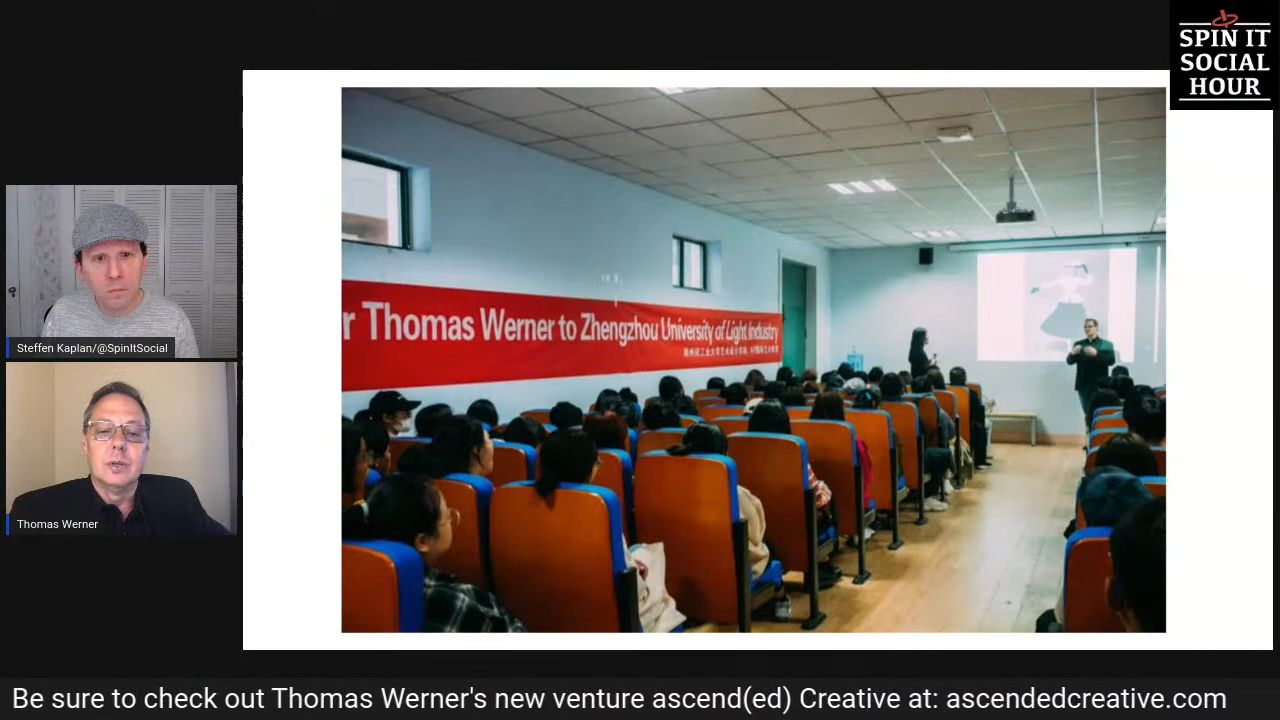 SPIN IT
SOCIAL
HOUR
r Thomas Werner to Zhengzhou University of Light Industry
Steffen Kaplan/@SpinItSocial
Thomas Werner
Be sure to check out Thomas Werner's new venture ascend(ed) Creative at: ascendedcreative.com